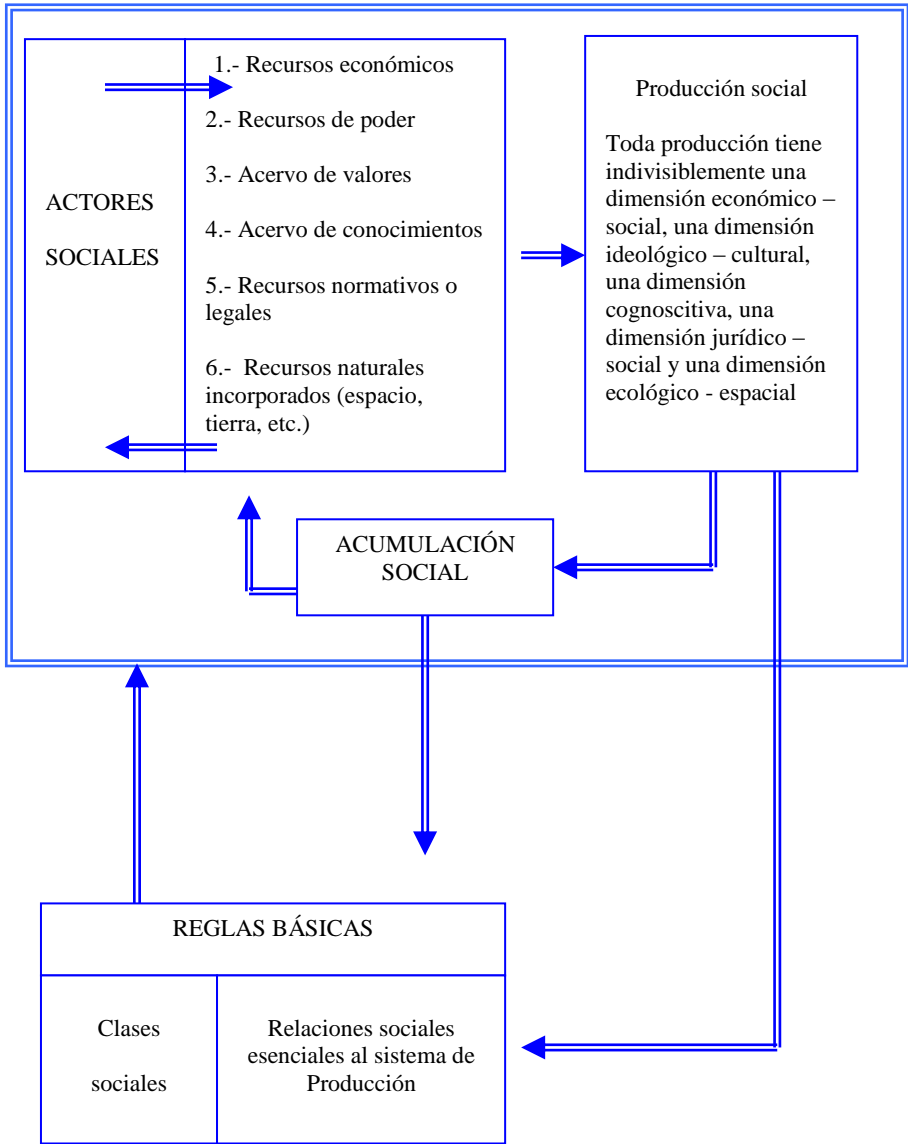 ACTORES
SOCIALES
1.- Recursos económicos
2.- Recursos de poder
3.- Acervo de valores
4.- Acervo de conocimientos
5.- Recursos normativos o
legales
6.- Recursos naturales
incorporados (espacio,
tierra, etc.)
Producción social
Toda producción tiene
indivisiblemente una
dimensión económico –
social, una dimensión
ideológico – cultural,
una dimensión
cognoscitiva, una
dimensión jurídico –
social y una dimensión
ecológico - espacial
ACUMULACIÓN
SOCIAL
REGLAS BÁSICAS
Clases
sociales
Relaciones sociales
esenciales al sistema de
Producción